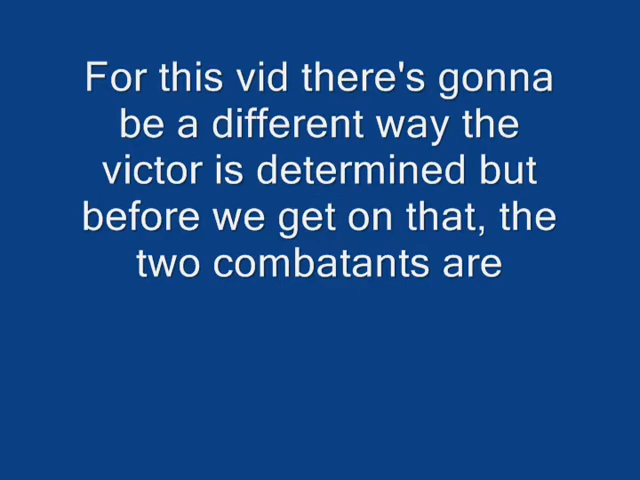 For this vid there's gonna
be a different way the
victor is determined but
before we get on that, the
two combatants are